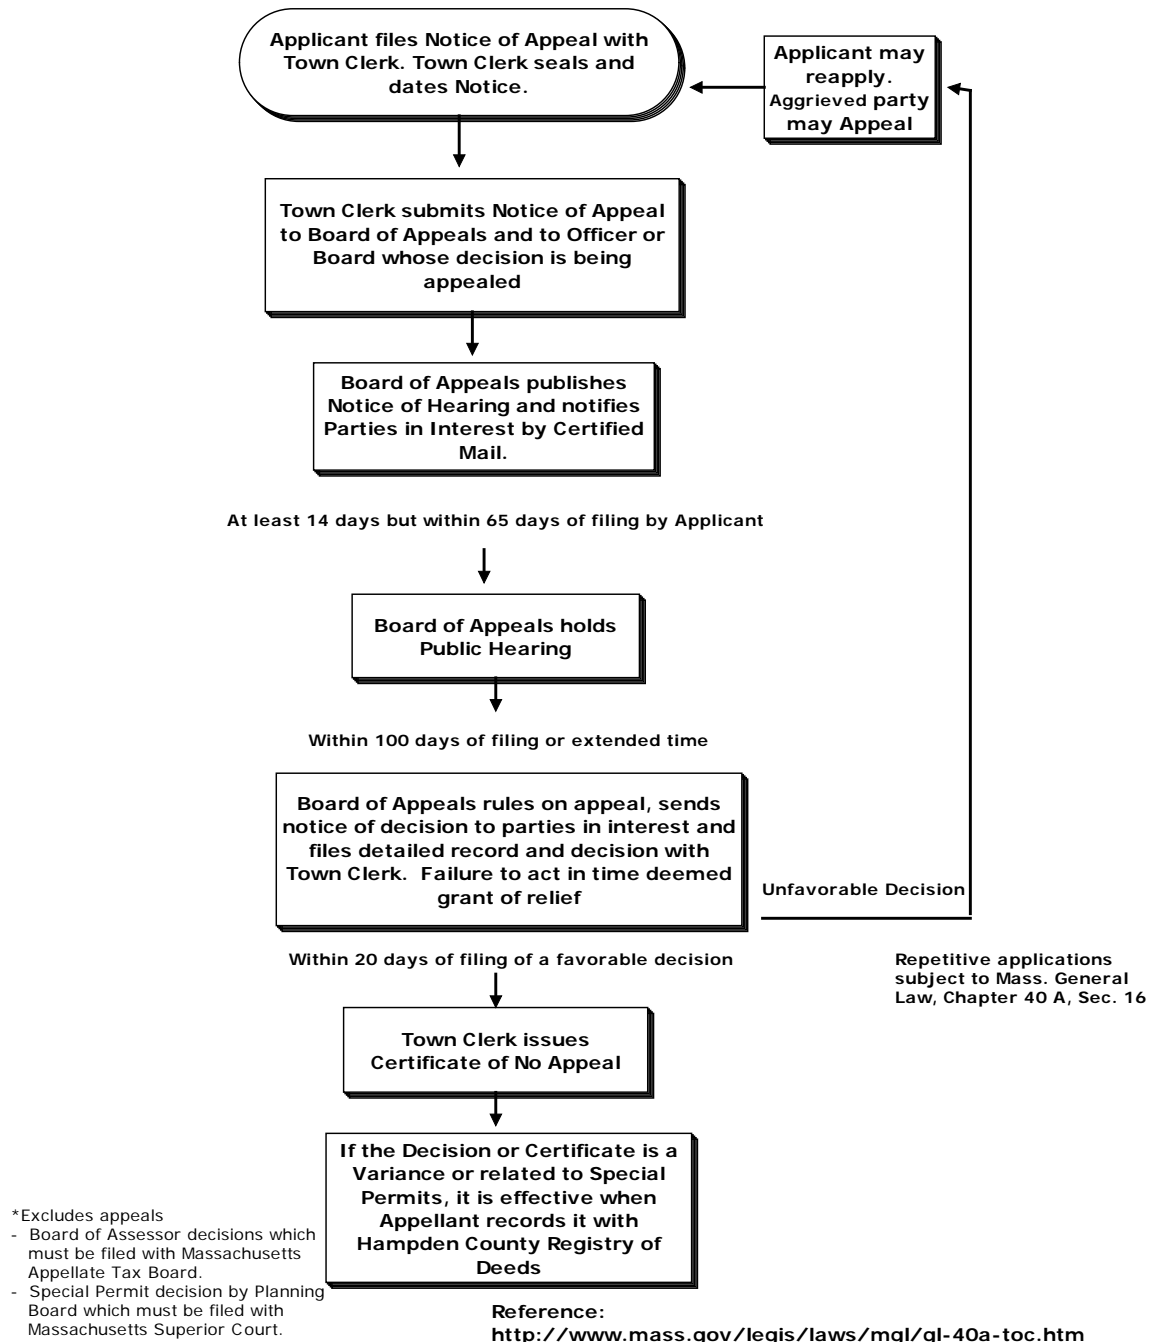 Applicant files Notice of Appeal with
Town Clerk. Town Clerk seals and
dates Notice.
Applicant may
reapply.
Aggrieved party
may Appeal
Town Clerk submits Notice of Appeal
to Board of Appeals and to Officer or
Board whose decision is being
appealed
Board of Appeals publishes
Notice of Hearing and notifies
Parties in Interest by Certified
Mail.
At least 14 days but within 65 days of filing by Applicant
Board of Appeals holds
Public Hearing
Within 100 days of filing or extended time
Board of Appeals rules on appeal, sends
notice of decision to parties in interest and
files detailed record and decision with
Town Clerk.  Failure to act in time deemed
grant of relief
Unfavorable Decision
Within 20 days of filing of a favorable decision
Repetitive applications
subject to Mass. General
Law, Chapter 40 A, Sec. 16
Town Clerk issues
Certificate of No Appeal
If the Decision or Certificate is a
Variance or related to Special
Permits, it is effective when
Appellant records it with
Hampden County Registry of
Deeds
*Excludes appeals
- Board of Assessor decisions which
must be filed with Massachusetts
Appellate Tax Board.
- Special Permit decision by Planning
Board which must be filed with
Massachusetts Superior Court.
Reference:
http://www.mass.gov/legis/laws/mgl/gl-40a-toc.htm